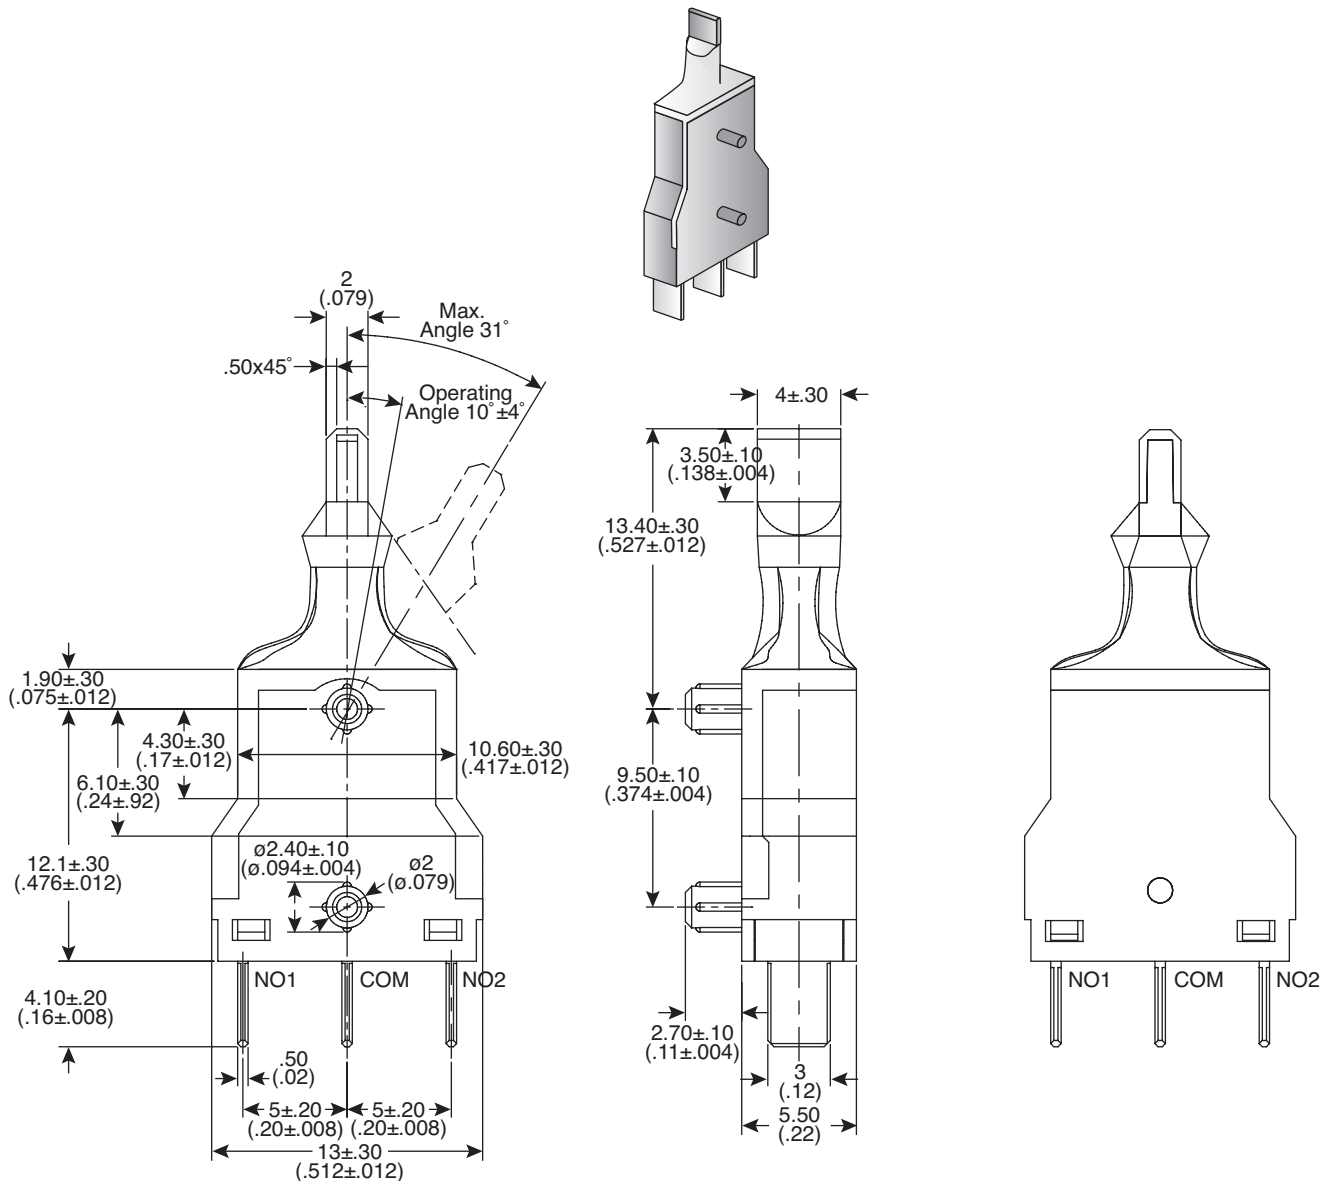 2
(.079)
Max.
Angle 31°
.50x45°
Operating
Angle 10°±4°
1.90±.30
(.075±.012)
4.30±.30
(.17±.012)
10.60±.30
(.417±.012)
6.10±.30
(.24±.92)
12.1±.30
(.476±.012)
ø2.40±.10
(ø.094±.004)
ø2
(ø.079)
NO1
COM
NO2
4.10±.20
(.16±.008)
.50
(.02)
5±.20
(.20±.008)
5±.20
(.20±.008)
13±.30
(.512±.012)
4±.30
3.50±.10
(.138±.004)
13.40±.30
(.527±.012)
9.50±.10
(.374±.004)
2.70±.10
(.11±.004)
3
(.12)
5.50
(.22)
NO1
COM
NO2